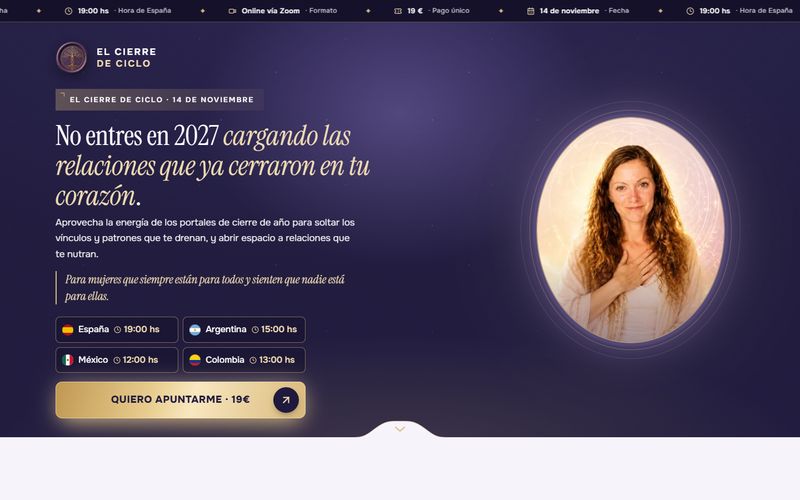 19:00 hs · Hora de España ✦ Online vía Zoom · Formato ✦ 19 € · Pago único ✦ 14 de noviembre · Fecha ✦ 19:00 hs · Hora de España
EL CIERRE
DE CICLO
EL CIERRE DE CICLO · 14 DE NOVIEMBRE
No entres en 2027 cargando las
relaciones que ya cerraron en tu
corazón.
Aprovecha la energía de los portales de cierre de año para soltar los
vínculos y patrones que te drenan, y abrir espacio a relaciones que
te nutran.
Para mujeres que siempre están para todos y sienten que nadie está
para ellas.
España 19:00 hs
Argentina 15:00 hs
México 12:00 hs
Colombia 13:00 hs
QUIERO APUNTARME · 19€